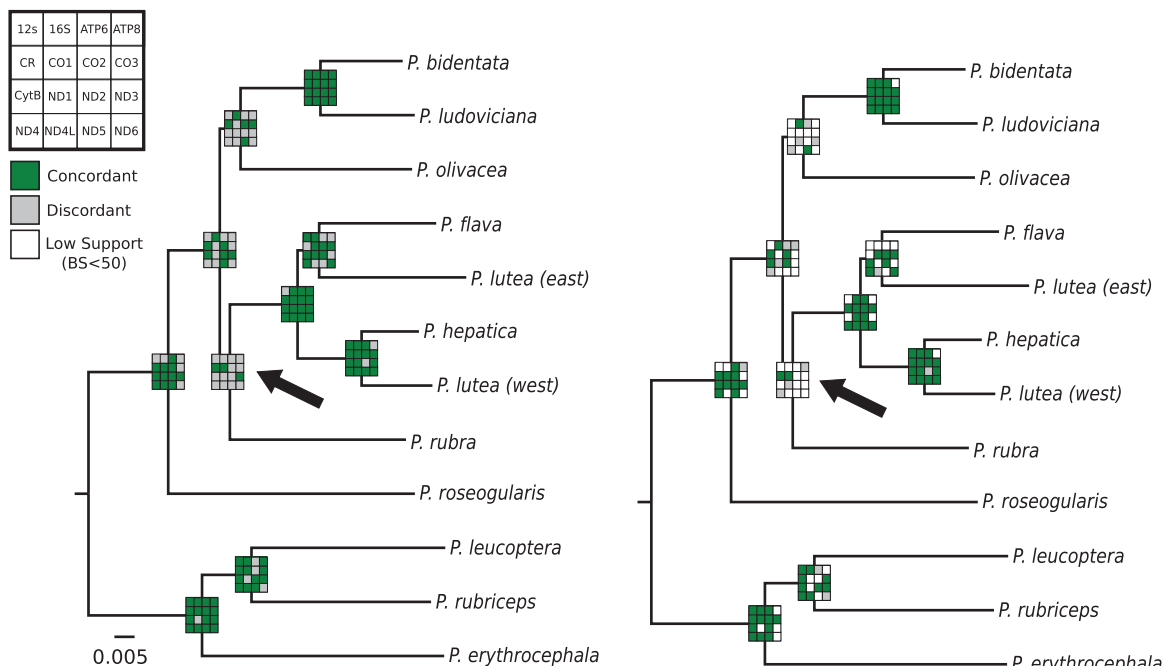 12s 16S ATP6 ATP8
CR CO1 CO2 CO3
CytB ND1 ND2 ND3
ND4 ND4L ND5 ND6
Concordant
Discordant
Low Support
(BS<50)
P. bidentata
P. ludoviciana
P. olivacea
P. flava
P. lutea (east)
P. hepatica
P. lutea (west)
P. rubra
P. roseogularis
P. leucoptera
P. rubriceps
P. erythrocephala
0.005
P. bidentata
P. ludoviciana
P. olivacea
P. flava
P. lutea (east)
P. hepatica
P. lutea (west)
P. rubra
P. roseogularis
P. leucoptera
P. rubriceps
P. erythrocephala